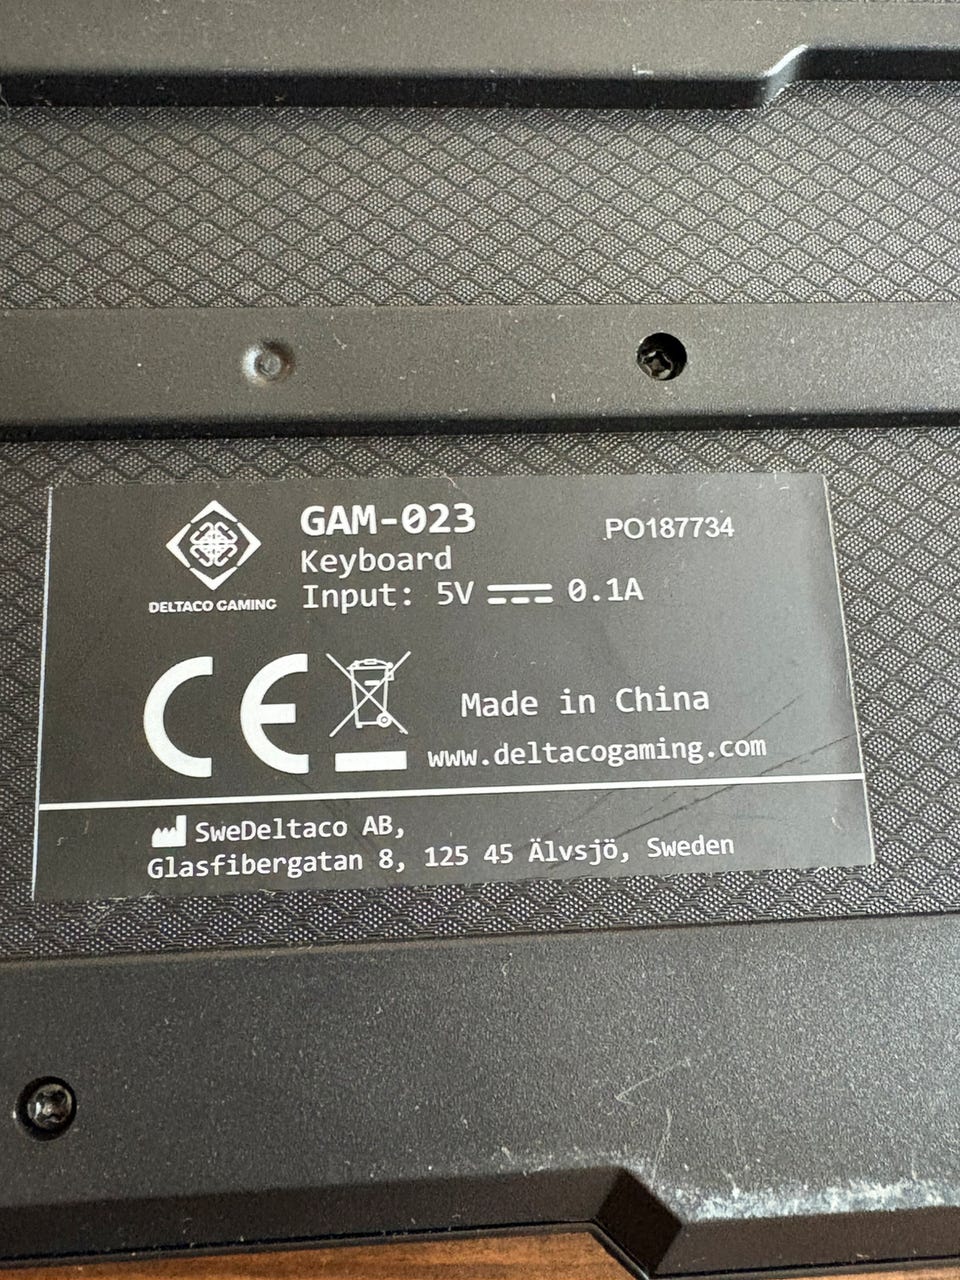 GAM-023
PO187734
Keyboard
DELTACO GAMING
Input: 5V 0.1A
CE
Made in China
www.deltacogaming.com
SweDeltaco AB,
Glasfibergatan 8, 125 45 Älvsjö, Sweden